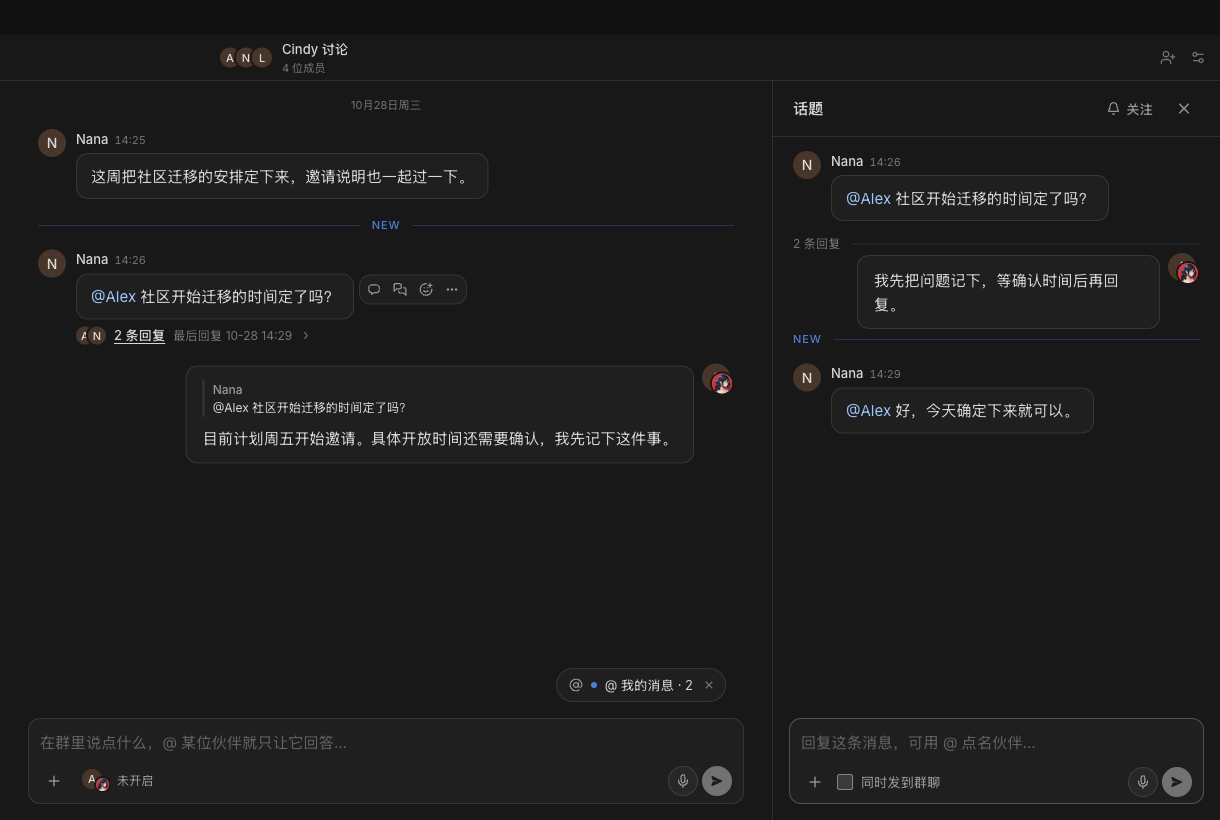 A N L
Cindy 讨论
4 位成员
10月28日周三
N
Nana 14:25
这周把社区迁移的安排定下来，邀请说明也一起过一下。
NEW
N
Nana 14:26
@Alex 社区开始迁移的时间定了吗？
A N 2 条回复 最后回复 10-28 14:29
Nana
@Alex 社区开始迁移的时间定了吗？
目前计划周五开始邀请。具体开放时间还需要确认，我先记下这件事。
@ @ 我的消息 · 2
在群里说点什么，@ 某位伙伴就只让它回答...
A 未开启
话题
关注
N
Nana 14:26
@Alex 社区开始迁移的时间定了吗？
2 条回复
我先把问题记下，等确认时间后再回
复。
NEW
N
Nana 14:29
@Alex 好，今天确定下来就可以。
回复这条消息，可用 @ 点名伙伴...
同时发到群聊